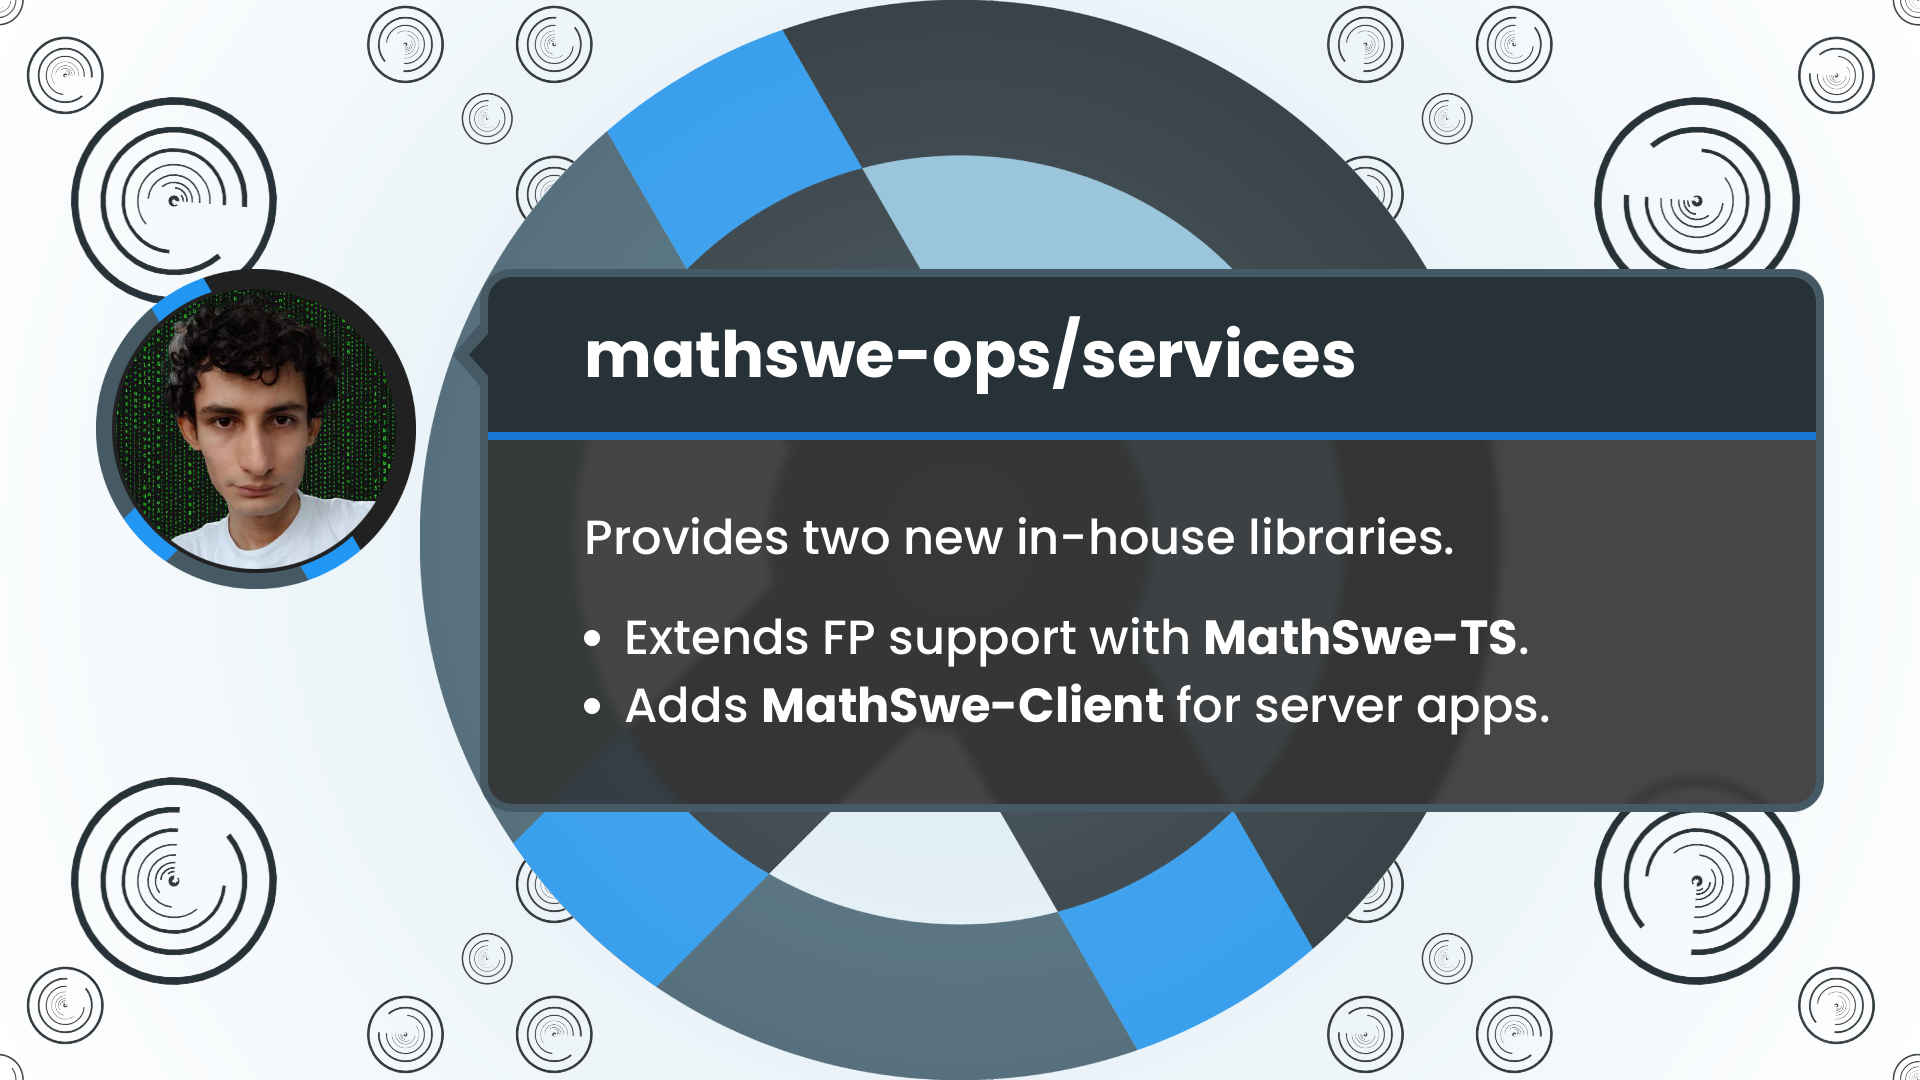 mathswe-ops/services
Provides two new in-house libraries.
• Extends FP support with MathSwe-TS.
• Adds MathSwe-Client for server apps.